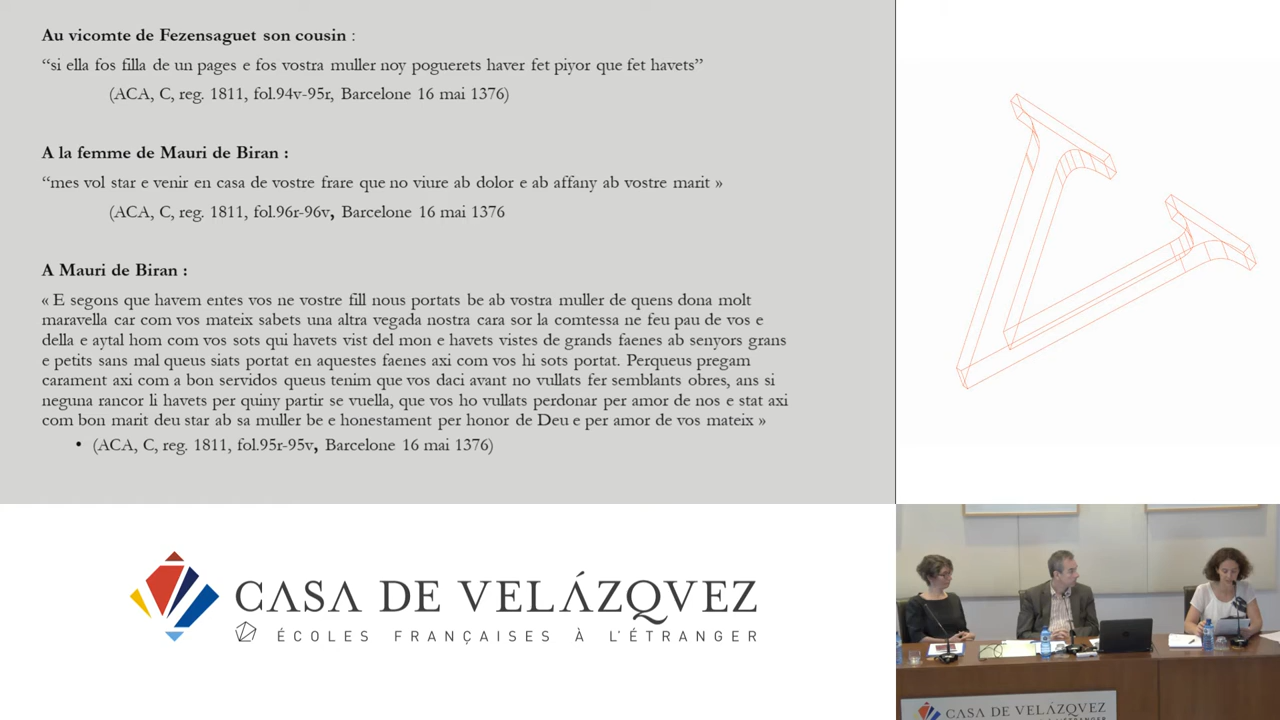 Au vicomte de Fezensaguet son cousin :
“si ella fos filla de un pages e fos vostra muller noy poguerets haver fet piyor que fet havets”
(ACA, C, reg. 1811, fol.94v-95r, Barcelone 16 mai 1376)
A la femme de Mauri de Biran :
“mes vol star e venir en casa de vostre frare que no viure ab dolor e ab affany ab vostre marit »
(ACA, C, reg. 1811, fol.96r-96v, Barcelone 16 mai 1376
A Mauri de Biran :
« E segons que havem entes vos ne vostre fill nous portats be ab vostra muller de quens dona molt
maravella car com vos mateix sabets una altra vegada nostra cara sor la comtessa ne feu pau de vos e
della e aytal hom com vos sots qui havets vist del mon e havets vistes de grands faenes ab senyors grans
e petits sans mal queus siats portat en aquestes faenes axi com vos hi sots portat. Perqueus pregam
carament axi com a bon servidos queus tenim que vos daci avant no vullats fer semblants obres, ans si
neguna rancor li havets per quiny partir se vuella, que vos ho vullats perdonar per amor de nos e stat axi
com bon marit deu star ab sa muller be e honestament per honor de Deu e per amor de vos mateix »
• (ACA, C, reg. 1811, fol.95r-95v, Barcelone 16 mai 1376)
CASA DE VELÁZQVEZ
ÉCOLES FRANÇAISES À L'ÉTRANGER
CASA DE VELÁZQVEZ